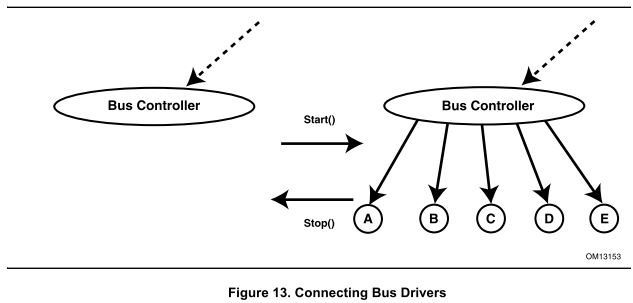 Bus Controller
Bus Controller
Start()
Stop()
A
B
C
D
E
OM13153
Figure 13. Connecting Bus Drivers